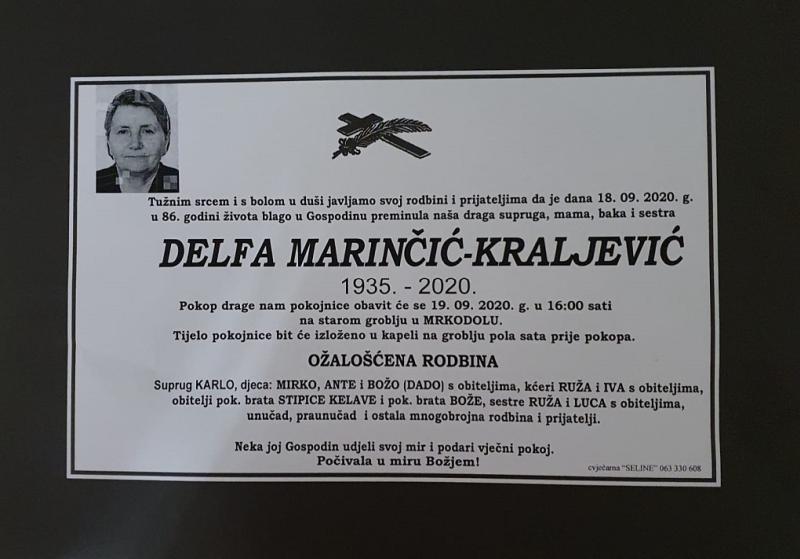 Tužnim srcem i s bolom u duši javljamo svoj rodbini i prijateljima da je dana 18. 09. 2020. g.
u 86. godini života blago u Gospodinu preminula naša draga supruga, mama, baka i sestra
DELFA MARINČIĆ-KRALJEVIĆ
1935. - 2020.
Pokop drage nam pokojnice obavit će se 19. 09. 2020. g. u 16:00 sati
na starom groblju u MRKODOLU.
Tijelo pokojnice bit će izloženo u kapeli na groblju pola sata prije pokopa.
OŽALOŠĆENA RODBINA
Suprug KARLO, djeca: MIRKO, ANTE i BOŽO (DADO) s obiteljima, kćeri RUŽA i IVA s obiteljima,
obitelji pok. brata STIPICE KELAVE i pok. brata BOŽE, sestre RUŽA i LUCA s obiteljima,
unučad, praunučad i ostala mnogobrojna rodbina i prijatelji.
Neka joj Gospodin udjeli svoj mir i podari vječni pokoj.
Počivala u miru Božjem!
cvječarna "SELINE" 063 330 608